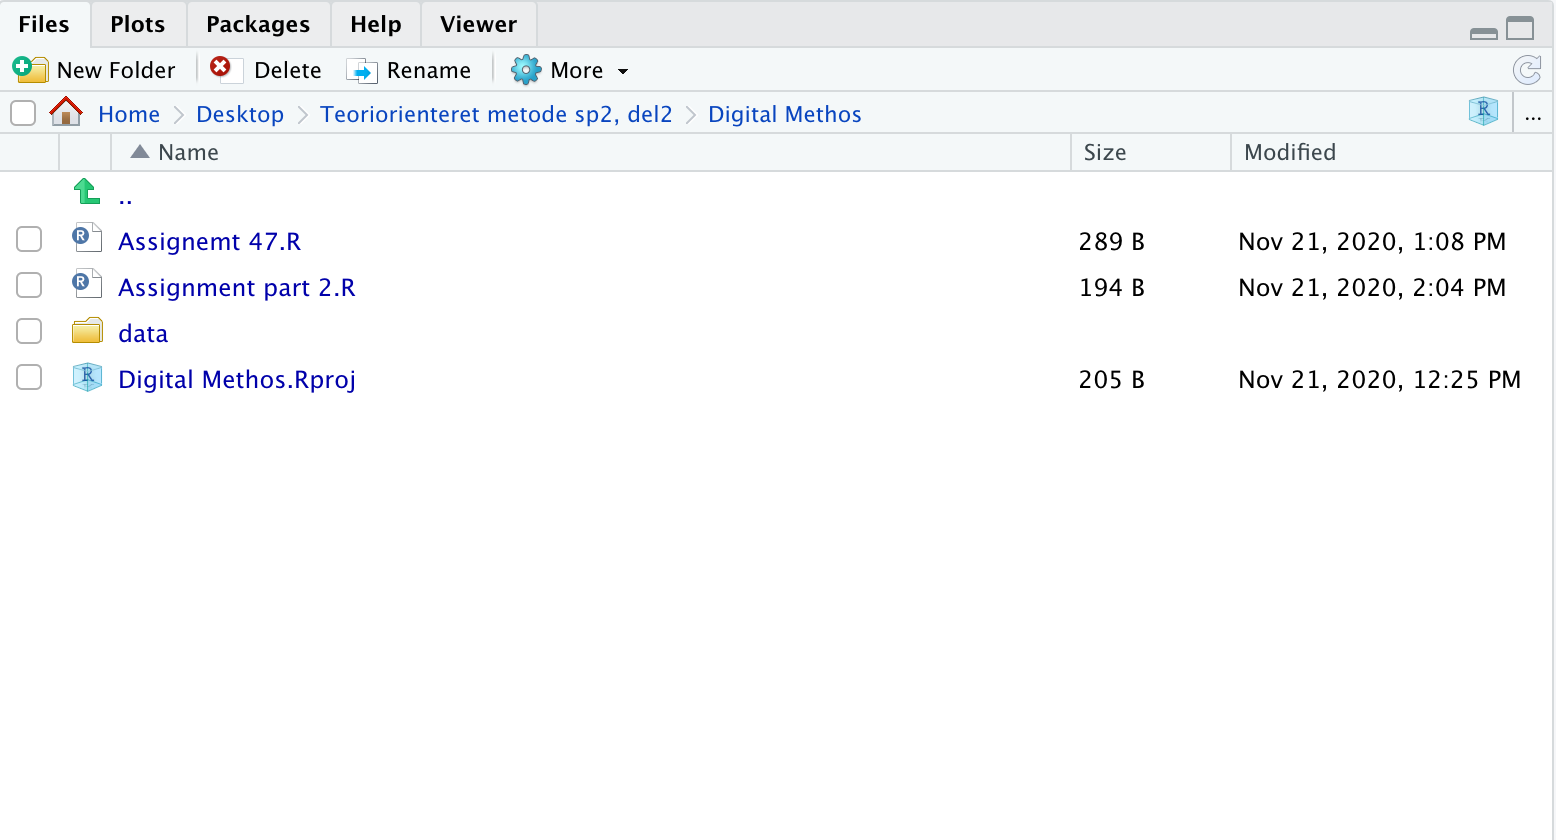 Files Plots Packages Help Viewer
New Folder Delete Rename More
Home Desktop Teoriorienteret metode sp2, del2 Digital Methos R ...
Name Size Modified
..
R Assignemt 47.R 289 B Nov 21, 2020, 1:08 PM
R Assignment part 2.R 194 B Nov 21, 2020, 2:04 PM
data
R Digital Methos.Rproj 205 B Nov 21, 2020, 12:25 PM